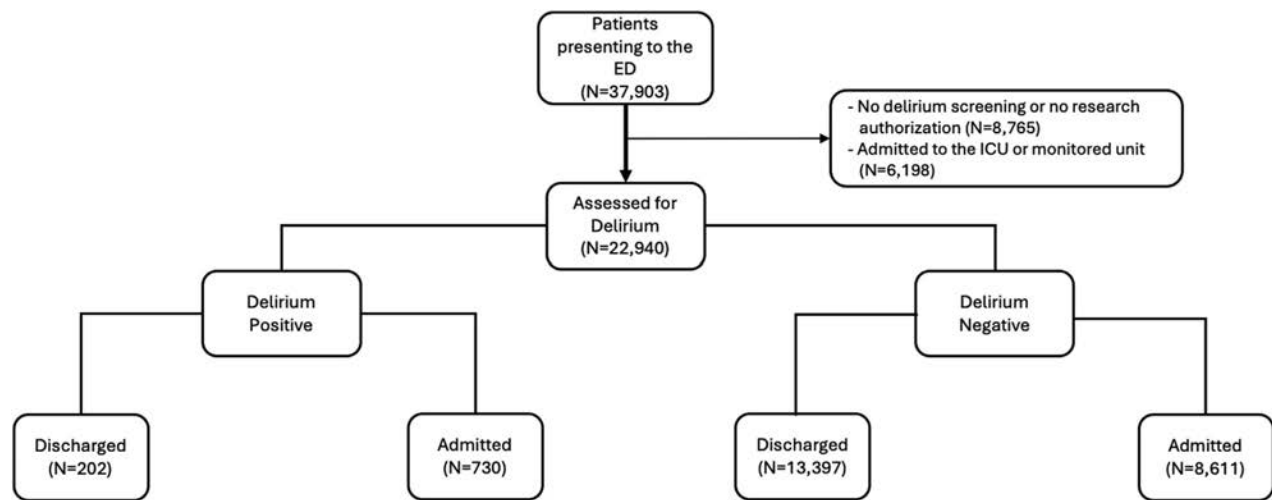 Patients
presenting to the
ED
(N=37,903)
- No delirium screening or no research
authorization (N=8,765)
- Admitted to the ICU or monitored unit
(N=6,198)
Assessed for
Delirium
(N=22,940)
Delirium
Positive
Delirium
Negative
Discharged
(N=202)
Admitted
(N=730)
Discharged
(N=13,397)
Admitted
(N=8,611)